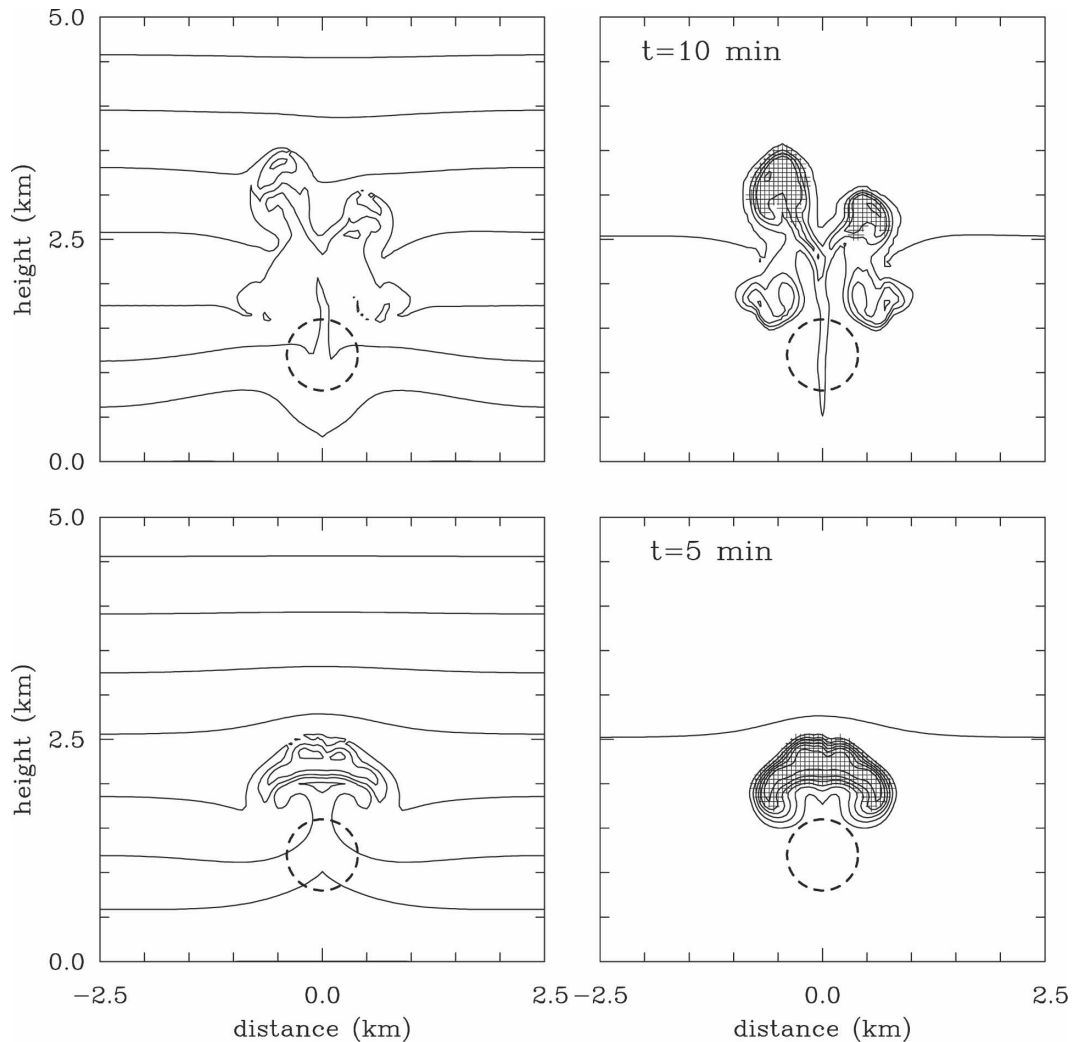 5.0
t=10 min
height (km)
2.5
0.0
5.0
t=5 min
height (km)
2.5
0.0
−2.5 0.0 2.5 −2.5 0.0 2.5
distance (km) distance (km)